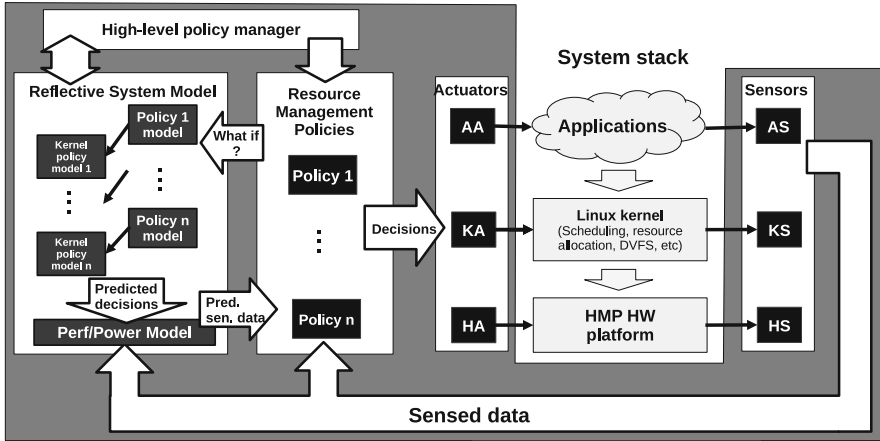 High-level policy manager
Reflective System Model
Policy 1
model
Kernel
policy
model 1
Policy n
model
Kernel
policy
model n
Predicted
decisions
Perf/Power Model
What if
?
Pred.
sen. data
Resource
Management
Policies
Policy 1
Policy n
Decisions
Actuators
AA
KA
HA
System stack
Applications
Linux kernel
(Scheduling, resource
allocation, DVFS, etc)
HMP HW
platform
Sensors
AS
KS
HS
Sensed data